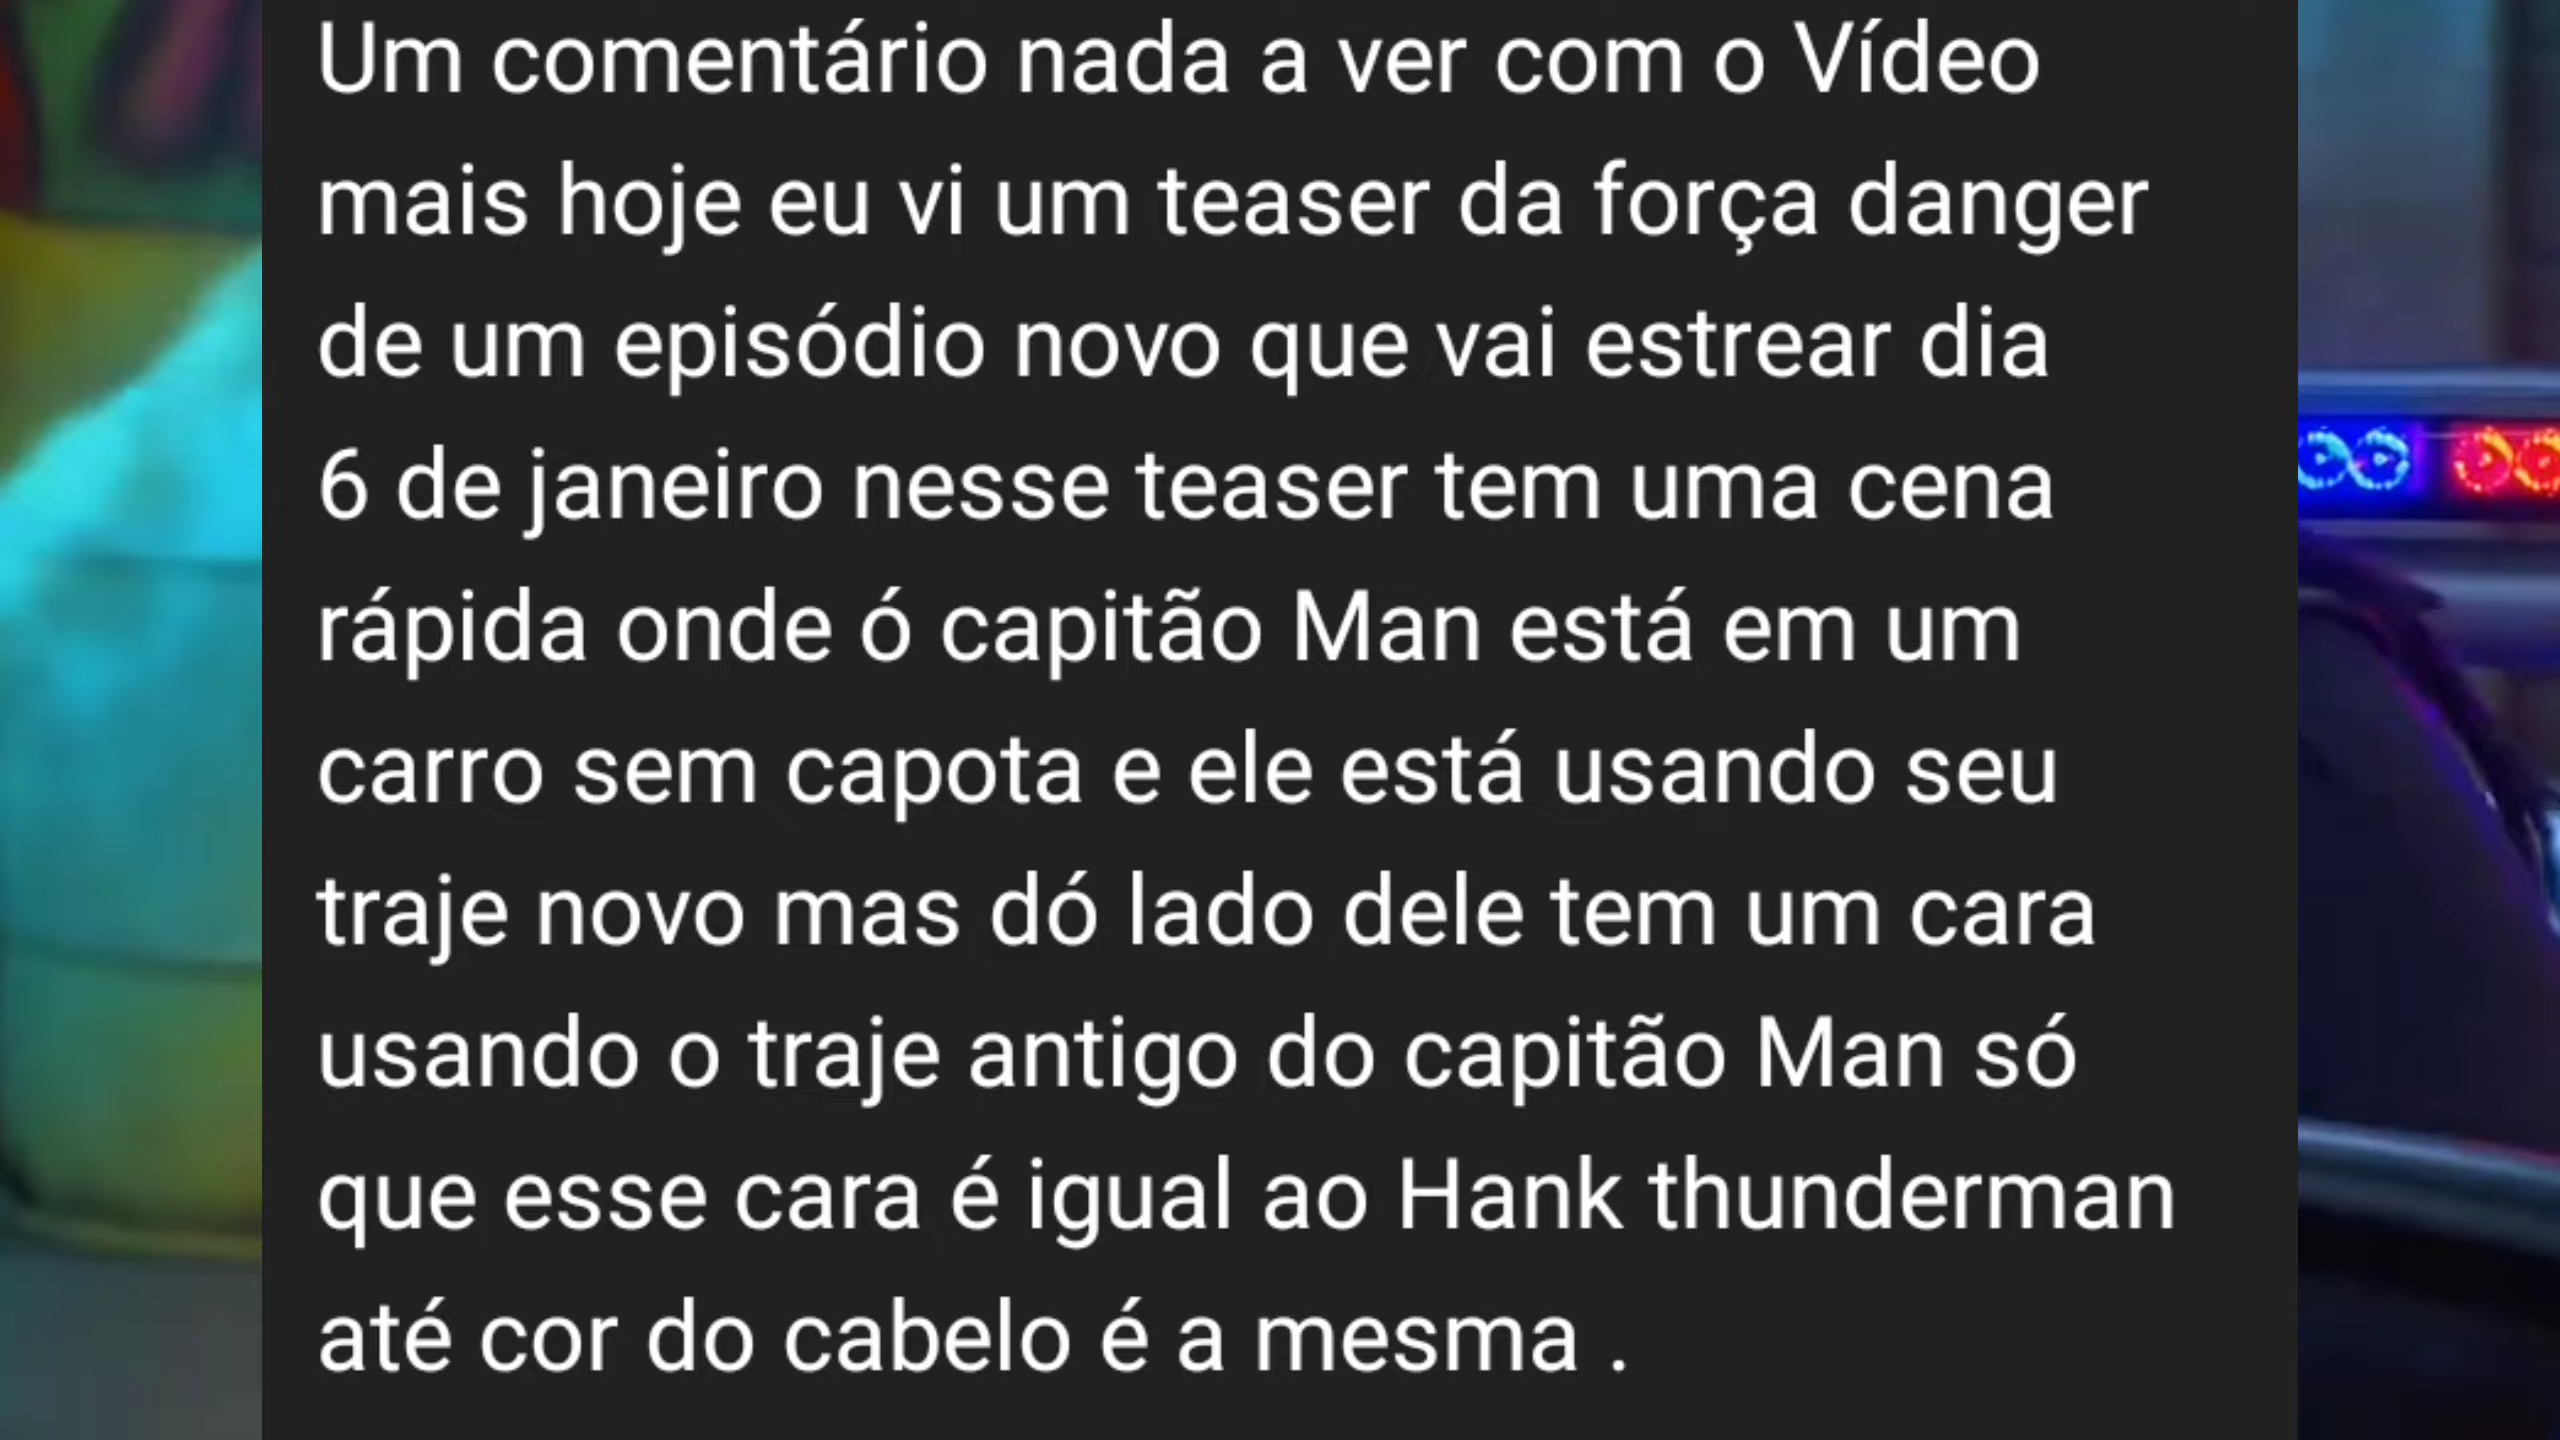 Um comentário nada a ver com o Vídeo
mais hoje eu vi um teaser da força danger
de um episódio novo que vai estrear dia
6 de janeiro nesse teaser tem uma cena
rápida onde ó capitão Man está em um
carro sem capota e ele está usando seu
traje novo mas dó lado dele tem um cara
usando o traje antigo do capitão Man só
que esse cara é igual ao Hank thunderman
até cor do cabelo é a mesma .